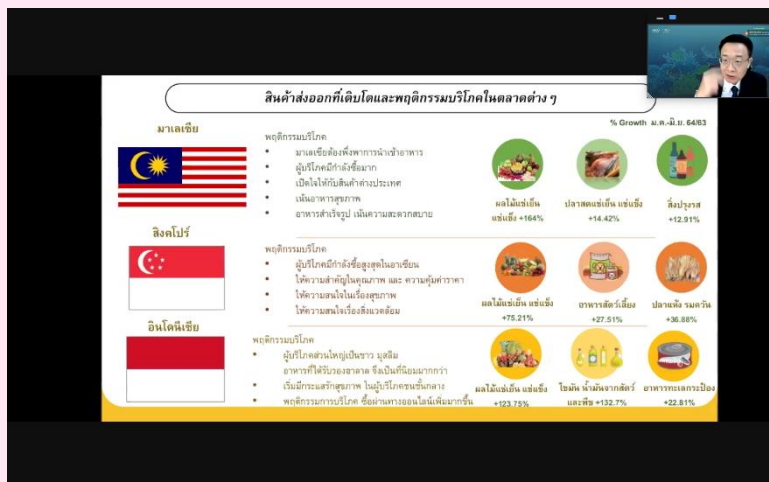 สินค้าส่งออกที่เติบโตและพฤติกรรมบริโภคในตลาดต่าง ๆ
% Growth ม.ค.-มิ.ย. 64/63
มาเลเซีย
พฤติกรรมบริโภค
• มาเลเซียต้องพึ่งพาการนำเข้าอาหาร
• ผู้บริโภคมีกำลังซื้อมาก
• เปิดใจให้กับสินค้าต่างประเทศ
• เน้นอาหารสุขภาพ
• อาหารสำเร็จรูป เน้นความสะดวกสบาย
ผลไม้แช่เย็น
แช่แข็ง +164%
ปลาสดแช่เย็น แช่แข็ง
+14.42%
สิ่งปรุงรส
+12.91%
สิงคโปร์
พฤติกรรมบริโภค
• ผู้บริโภคมีกำลังซื้อสูงสุดในอาเซียน
• ให้ความสำคัญในคุณภาพ และ ความคุ้มค่าราคา
• ให้ความสนใจในเรื่องสุขภาพ
• ให้ความสนใจเรื่องสิ่งแวดล้อม
ผลไม้แช่เย็น แช่แข็ง
+75.21%
อาหารสัตว์เลี้ยง
+27.51%
ปลาแห้ง รมควัน
+36.88%
อินโดนีเซีย
พฤติกรรมบริโภค
• ผู้บริโภคส่วนใหญ่เป็นชาว มุสลิม
อาหารที่ได้รับรองฮาลาล จึงเป็นที่นิยมมากกว่า
• เริ่มมีกระแสรักสุขภาพ ในผู้บริโภคชนชั้นกลาง
• พฤติกรรมการบริโภค ซื้อผ่านทางออนไลน์เพิ่มมากขึ้น
ผลไม้แช่เย็น แช่แข็ง
+123.75%
ไขมัน น้ำมันจากสัตว์
และพืช +132.7%
อาหารทะเลกระป๋อง
+22.81%